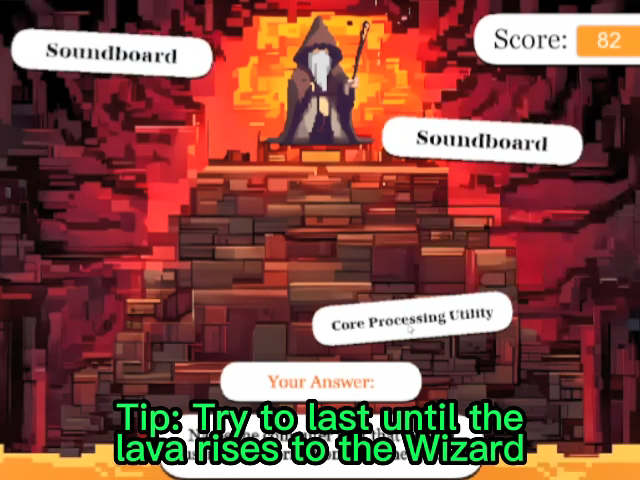 Soundboard
Score: 82
Soundboard
Core Processing Utility
Your Answer:
Tip: Try to last until the
lava rises to the Wizard